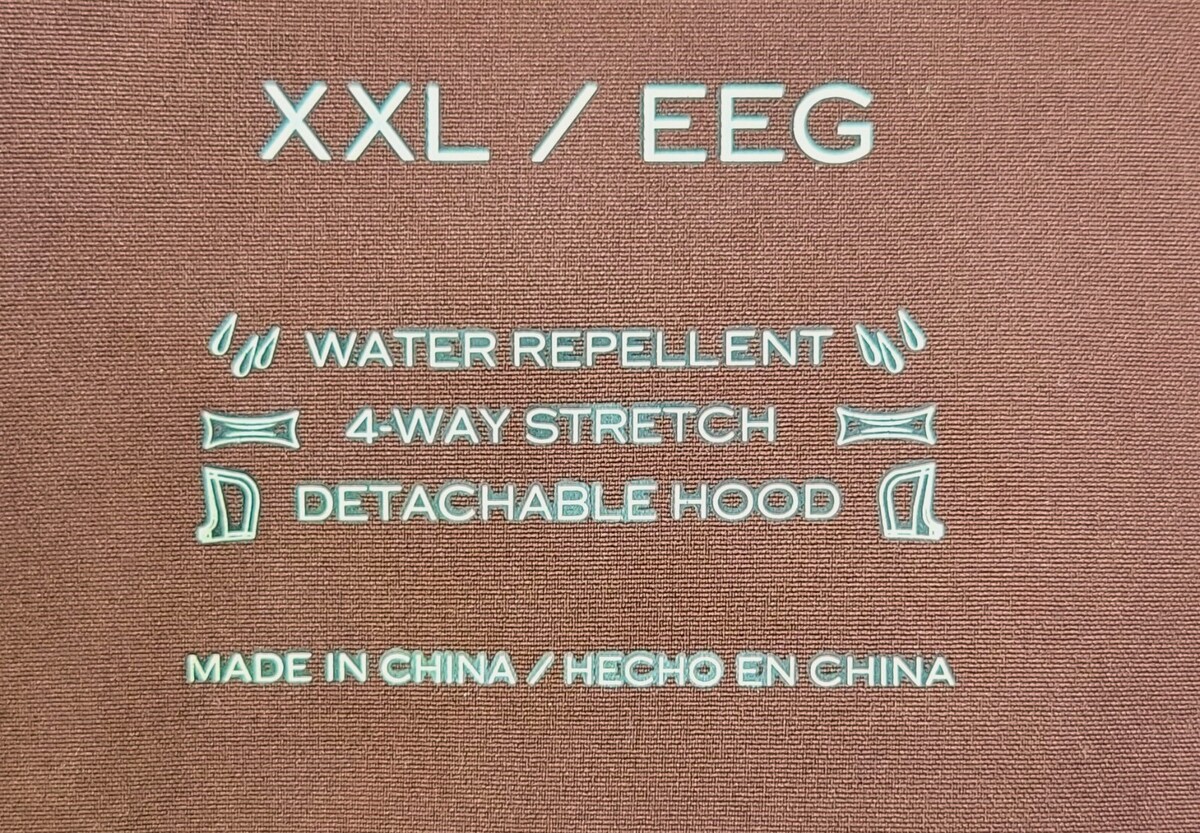 XXL / EEG
WATER REPELLENT
4-WAY STRETCH
DETACHABLE HOOD
MADE IN CHINA / HECHO EN CHINA